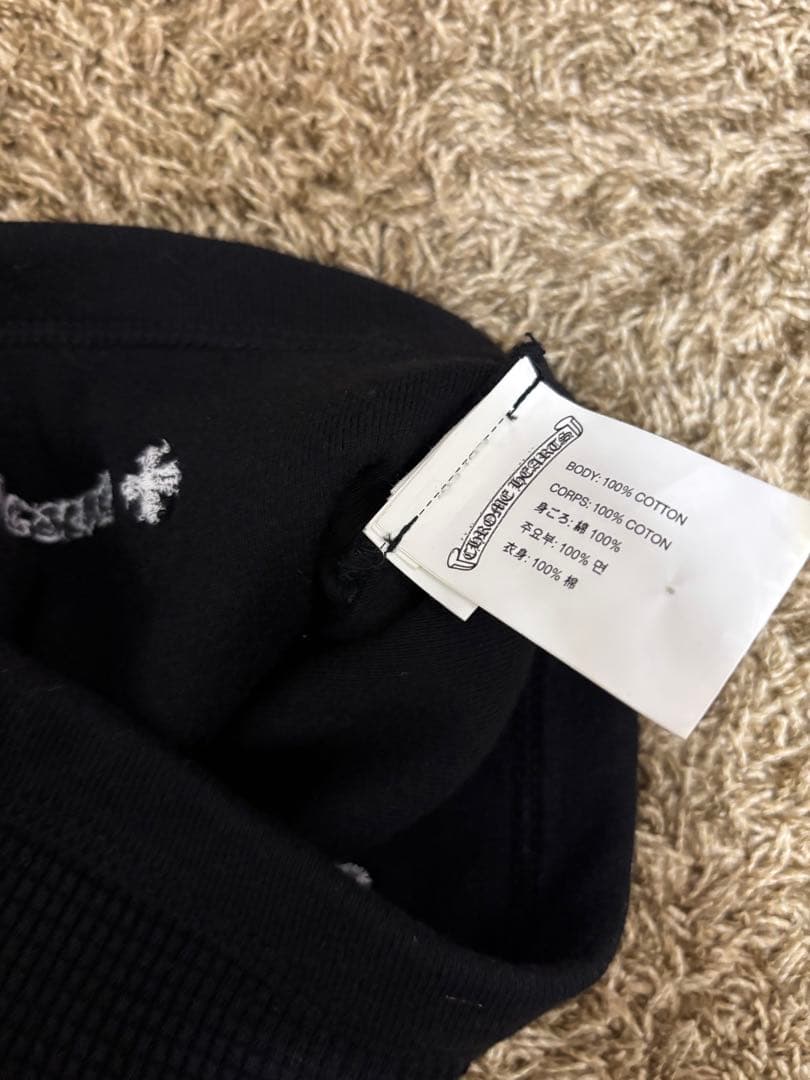 CHROME HEARTS
BODY: 100% COTTON
CORPS: 100% COTON
身ごろ: 綿 100%
주요부: 100% 면
衣身: 100% 棉